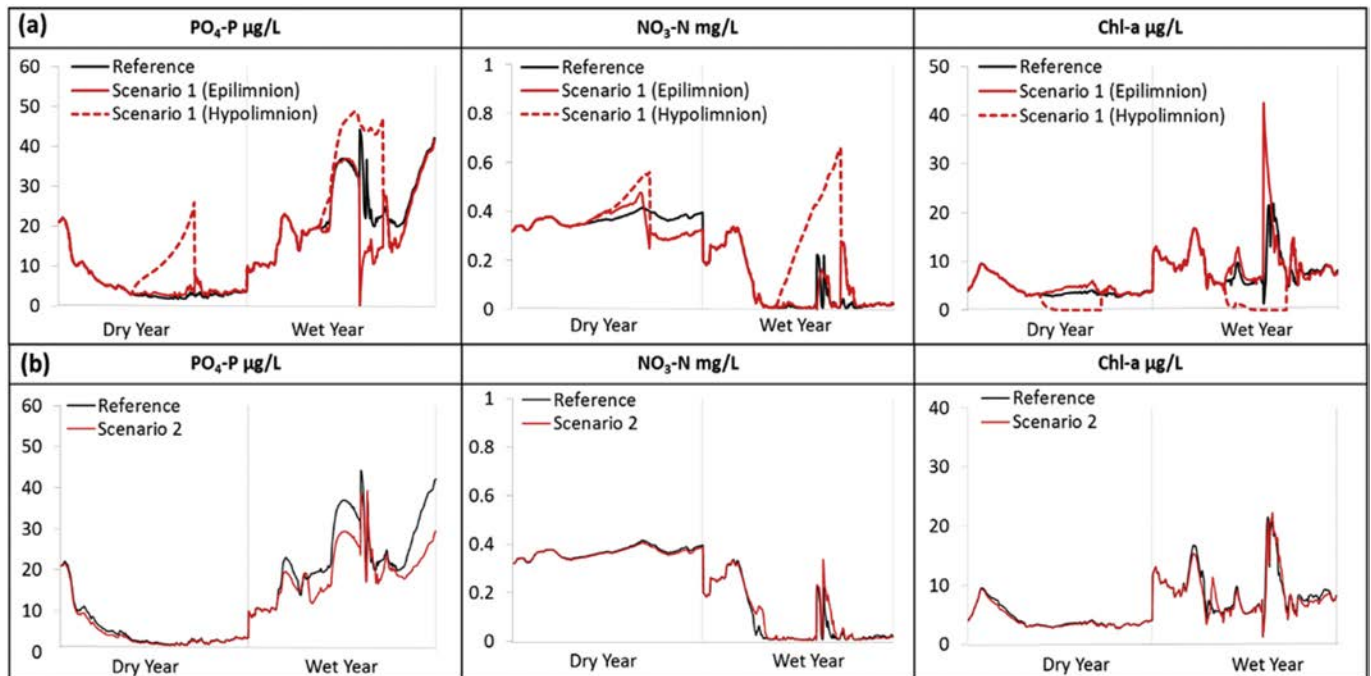 (a)
PO₄-P µg/L
NO₃-N mg/L
Chl-a µg/L
60
50
40
30
20
10
0
Reference
Scenario 1 (Epilimnion)
Scenario 1 (Hypolimnion)
Dry Year
Wet Year
1
0.8
0.6
0.4
0.2
0
Reference
Scenario 1 (Epilimnion)
Scenario 1 (Hypolimnion)
Dry Year
Wet Year
50
40
30
20
10
0
Reference
Scenario 1 (Epilimnion)
Scenario 1 (Hypolimnion)
Dry Year
Wet Year
(b)
PO₄-P µg/L
NO₃-N mg/L
Chl-a µg/L
60
50
40
30
20
10
0
Reference
Scenario 2
Dry Year
Wet Year
1
0.8
0.6
0.4
0.2
0
Reference
Scenario 2
Dry Year
Wet Year
40
30
20
10
0
Reference
Scenario 2
Dry Year
Wet Year